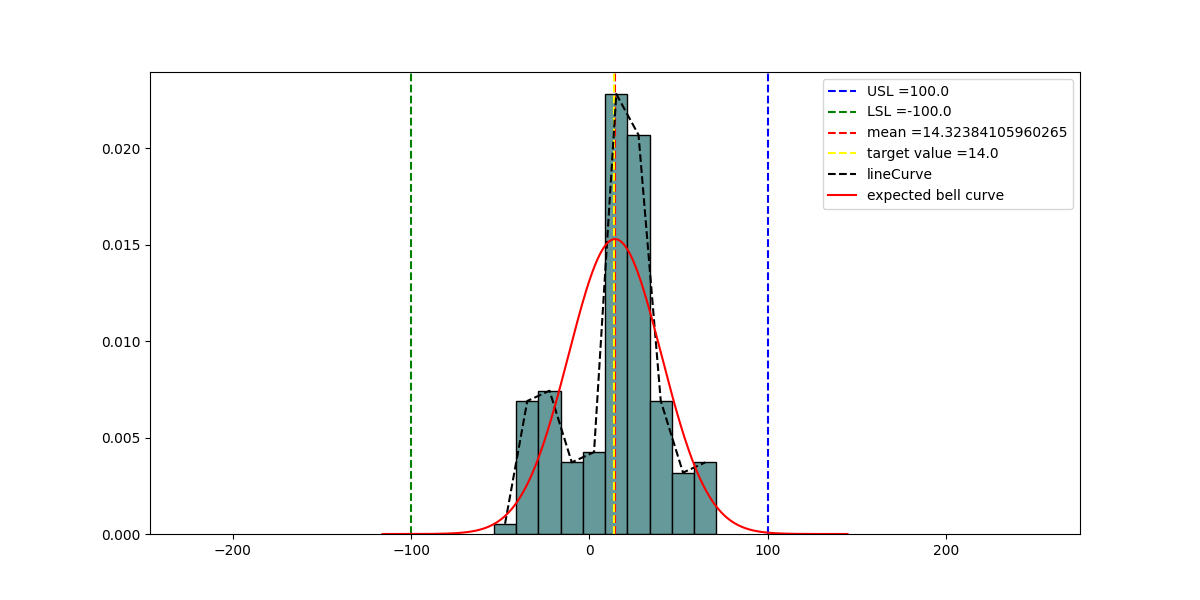 USL =100.0
LSL =-100.0
mean =14.32384105960265
target value =14.0
lineCurve
expected bell curve
0.020
0.015
0.010
0.005
0.000
−200
−100
0
100
200